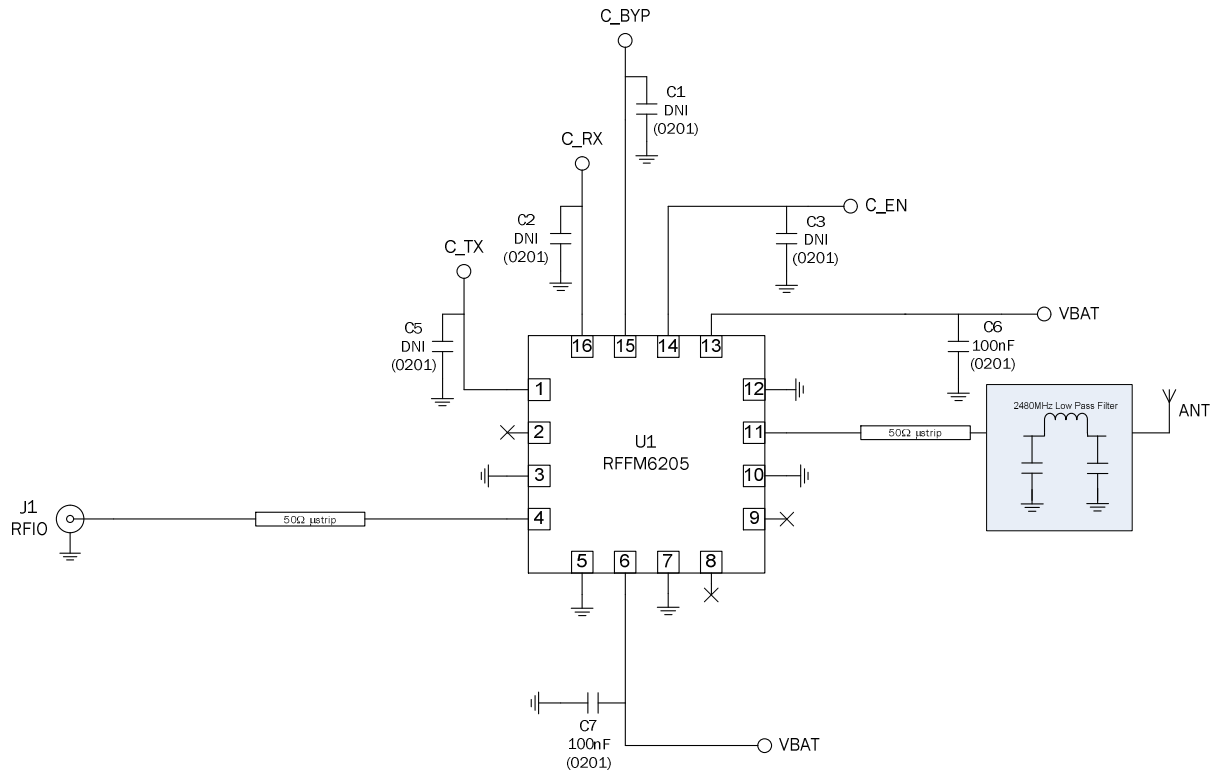 C_BYP
C1
DNI
(0201)
C_RX
C2
DNI
(0201)
C_EN
C3
DNI
(0201)
C_TX
C5
DNI
(0201)
VBAT
C6
100nF
(0201)
16
15
14
13
1
2
3
4
12
11
10
9
5
6
7
8
U1
RFFM6205
50Ω µstrip
2480MHz Low Pass Filter
ANT
J1
RFIO
50Ω µstrip
C7
100nF
(0201)
VBAT